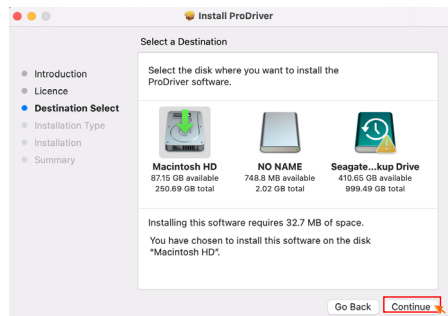 Install ProDriver
Select a Destination
Introduction
Licence
Destination Select
Installation Type
Installation
Summary
Select the disk where you want to install the
ProDriver software.
Macintosh HD
87.15 GB available
250.69 GB total
NO NAME
748.8 MB available
2.02 GB total
Seagate...kup Drive
410.65 GB available
999.49 GB total
Installing this software requires 32.7 MB of space.
You have chosen to install this software on the disk
“Macintosh HD”.
Go Back
Continue